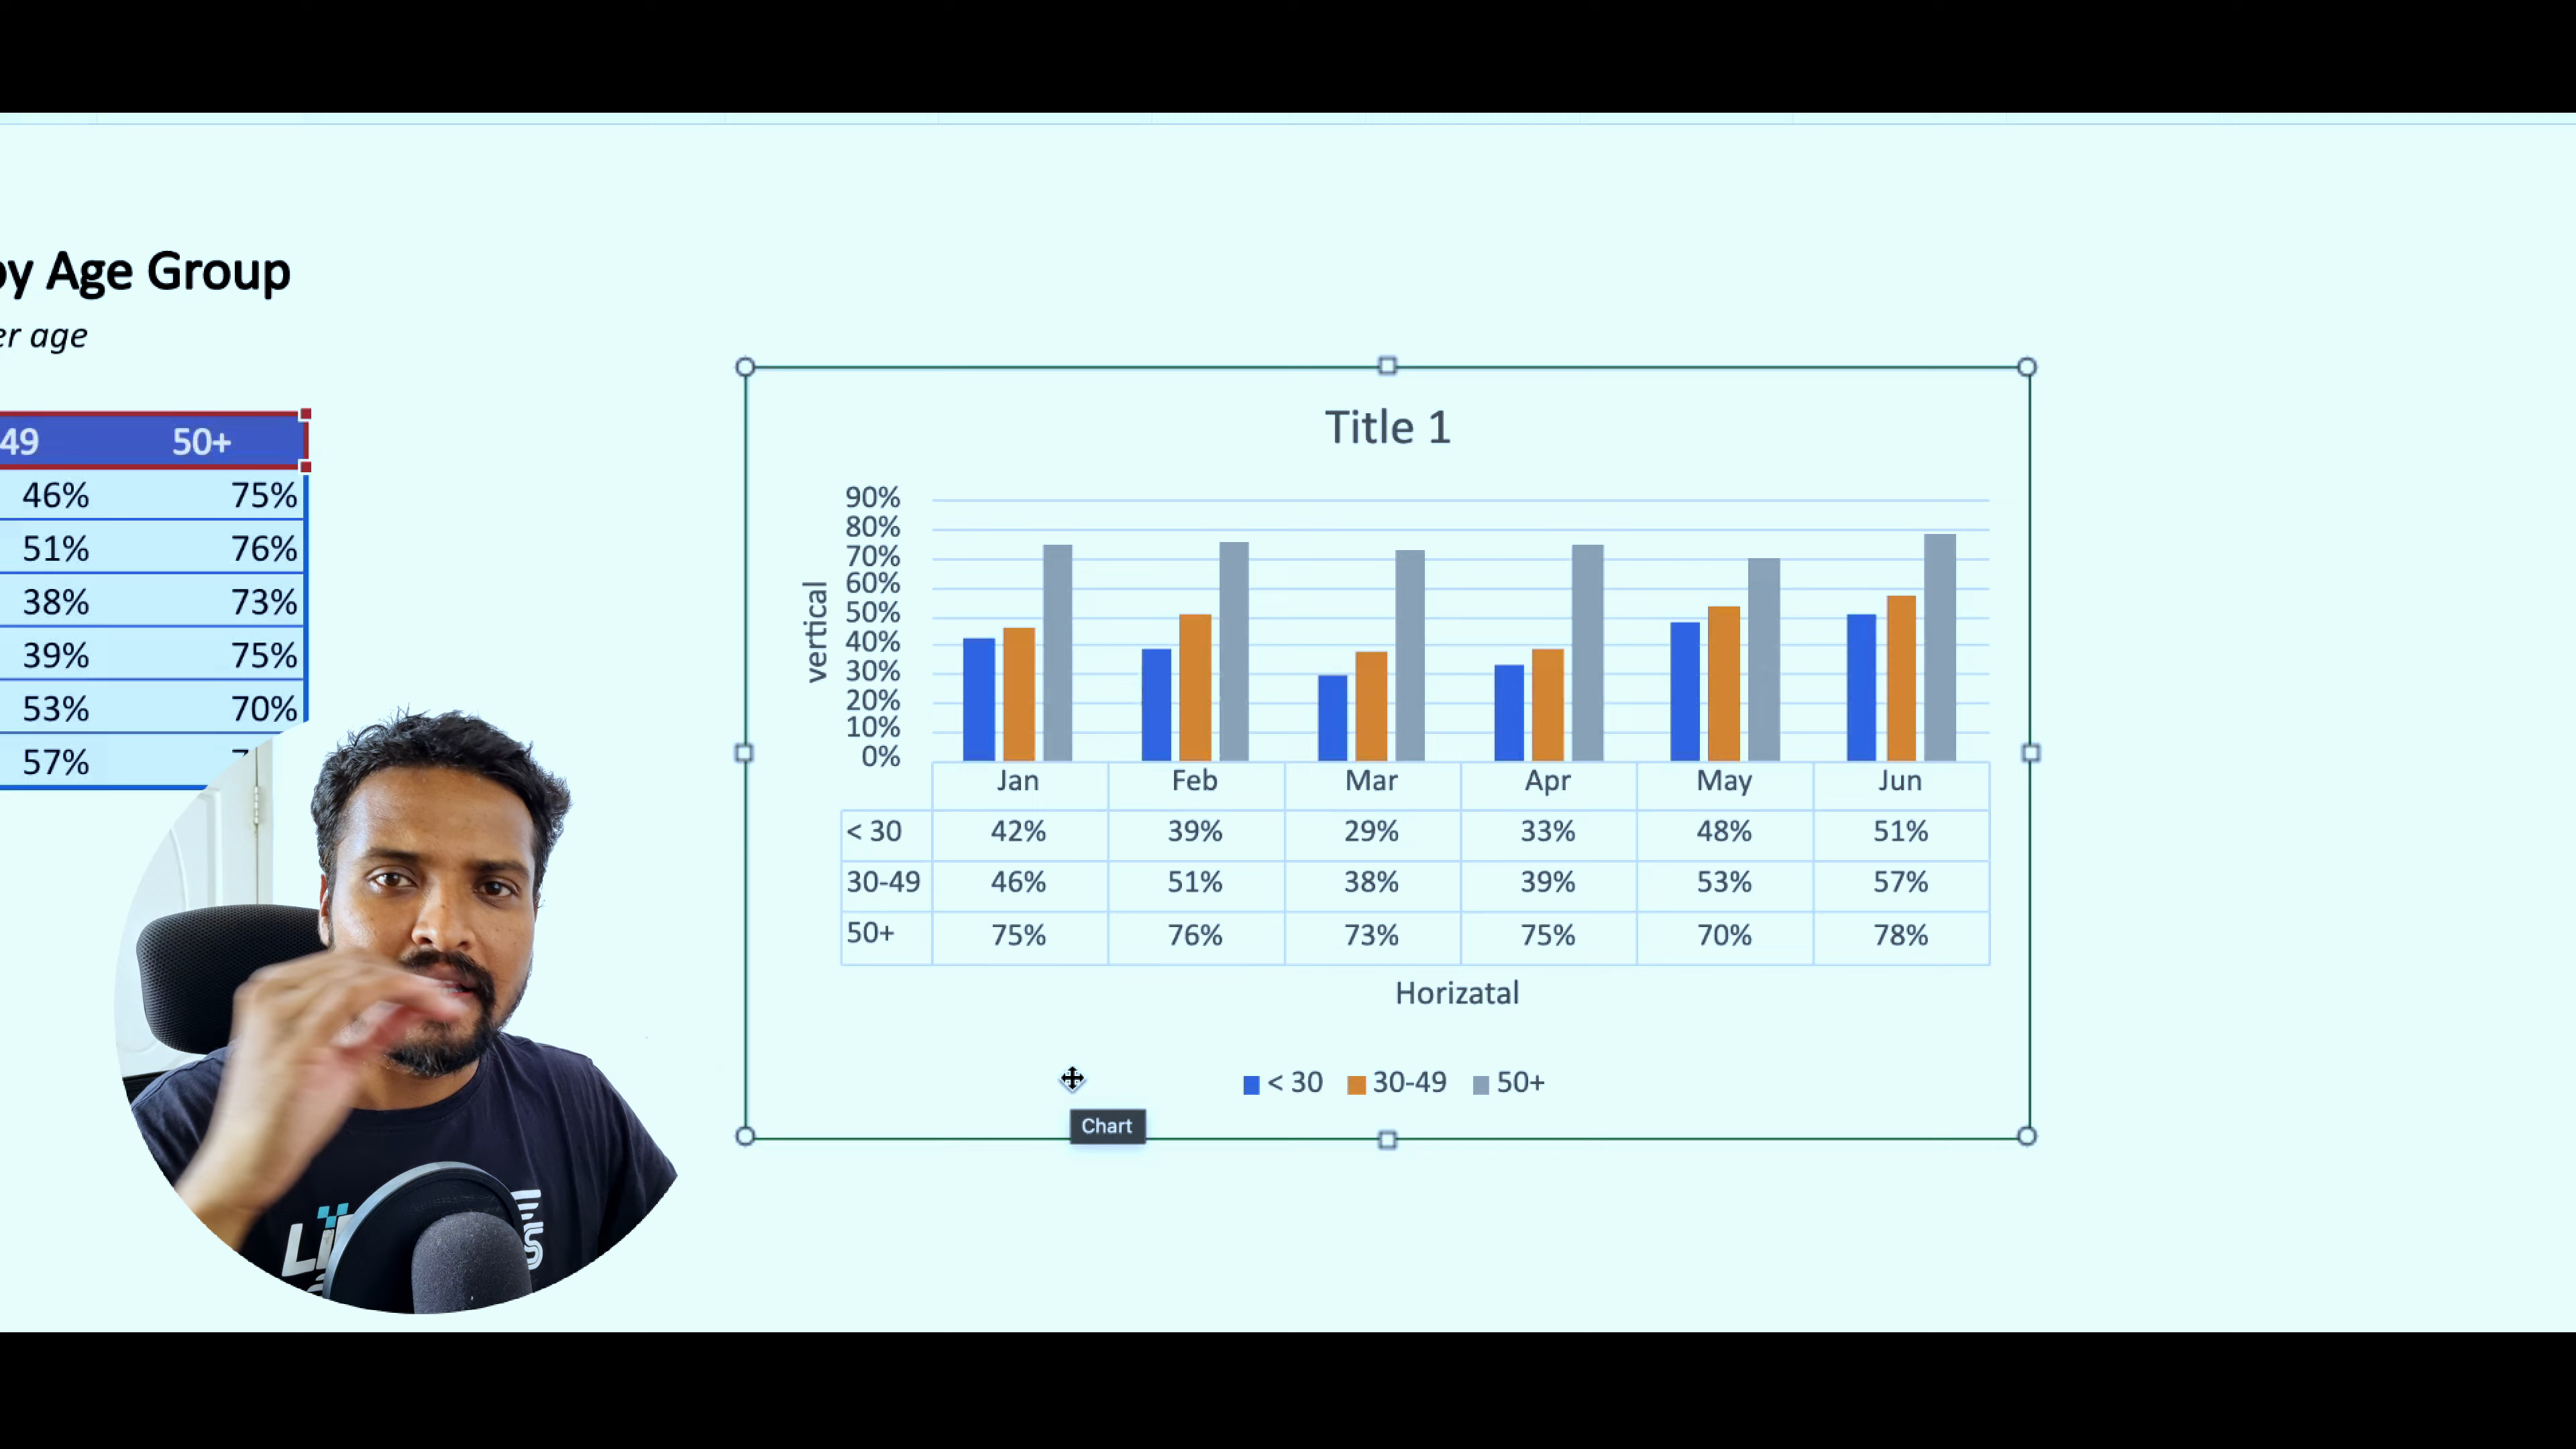 by Age Group
er age
49 50+
46% 75%
51% 76%
38% 73%
39% 75%
53% 70%
57%
Title 1
vertical
90%
80%
70%
60%
50%
40%
30%
20%
10%
0%
Jan Feb Mar Apr May Jun
< 30 42% 39% 29% 33% 48% 51%
30-49 46% 51% 38% 39% 53% 57%
50+ 75% 76% 73% 75% 70% 78%
Horizatal
< 30 30-49 50+
Chart